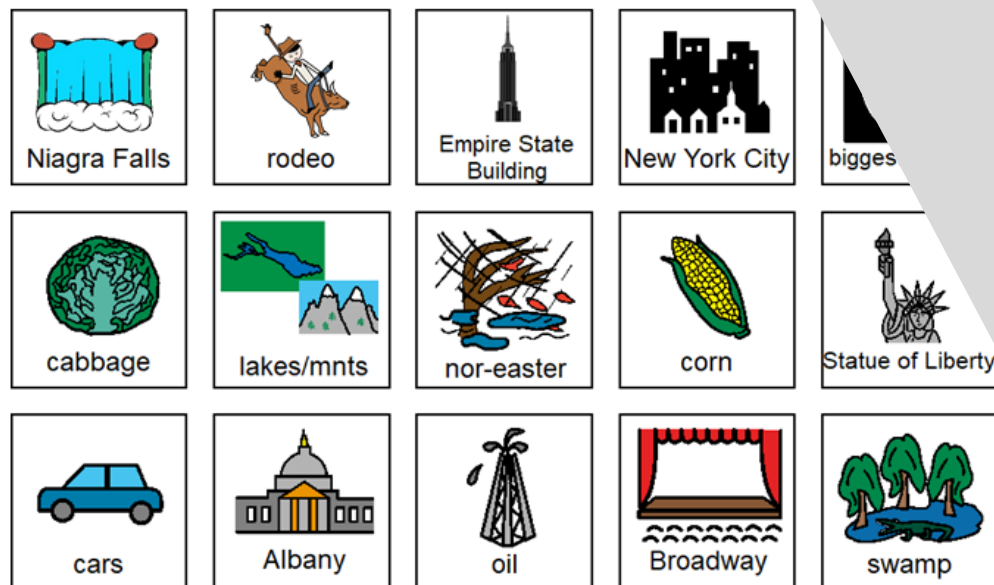 Niagra Falls
rodeo
Empire State
Building
New York City
cabbage
lakes/mnts
nor-easter
corn
Statue of Liberty
cars
Albany
oil
Broadway
swamp